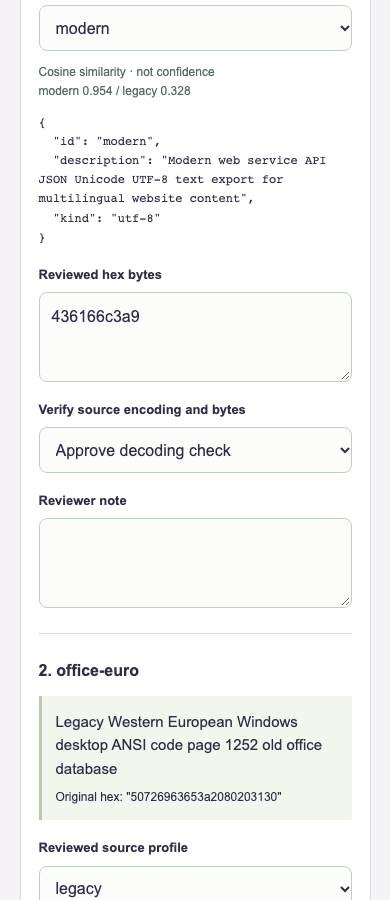 modern
Cosine similarity · not confidence
modern 0.954 / legacy 0.328
{
  "id": "modern",
  "description": "Modern web service API
JSON Unicode UTF-8 text export for
multilingual website content",
  "kind": "utf-8"
}
Reviewed hex bytes
436166c3a9
Verify source encoding and bytes
Approve decoding check
Reviewer note
2. office-euro
Legacy Western European Windows
desktop ANSI code page 1252 old office
database
Original hex: "50726963653a2080203130"
Reviewed source profile
legacy